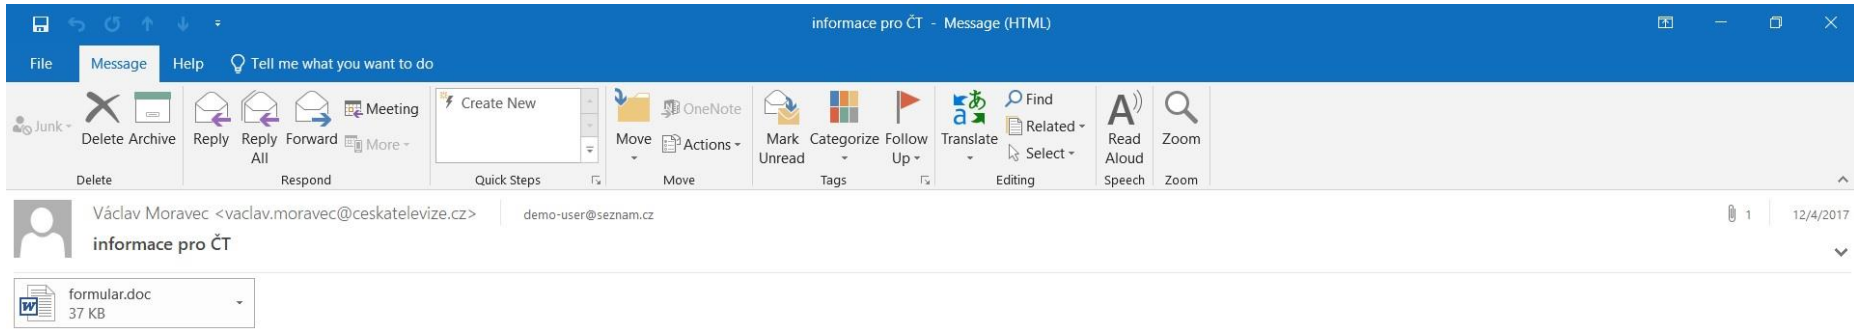 informace pro ČT - Message (HTML)
File Message Help Tell me what you want to do
Junk
Delete Archive
Reply Reply All Forward
Meeting
More
Create New
Move
OneNote
Actions
Mark Unread
Categorize
Follow Up
Translate
Find
Related
Select
Read Aloud
Zoom
Delete Respond Quick Steps Move Tags Editing Speech Zoom
Václav Moravec <vaclav.moravec@ceskatelevize.cz> demo-user@seznam.cz 1 12/4/2017
informace pro ČT
formular.doc
37 KB